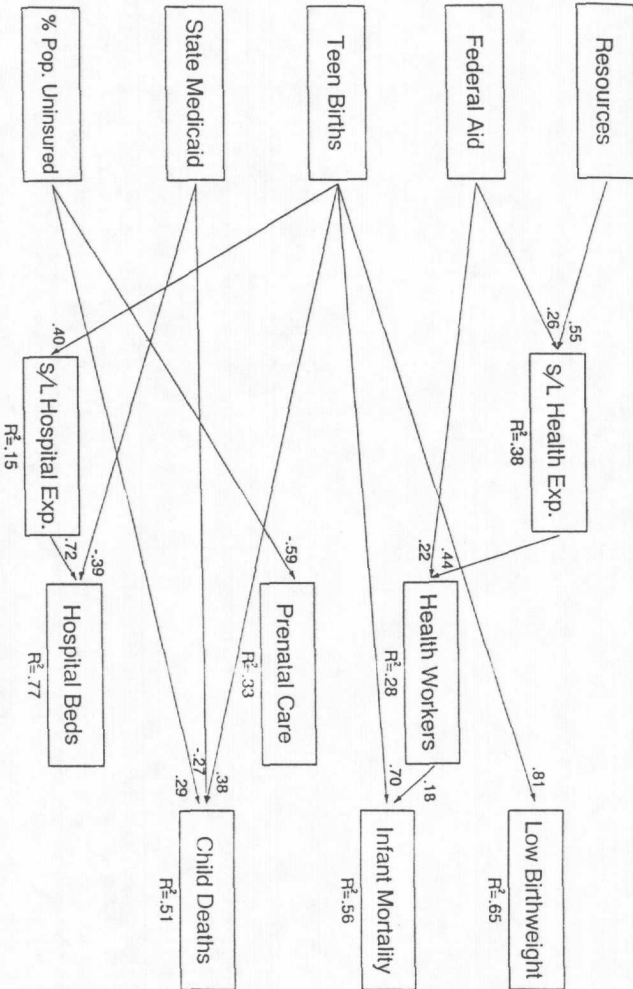 Resources
Federal Aid
Teen Births
State Medicaid
% Pop. Uninsured
.55
.26
S/L Health Exp.
R²=.38
.40
S/L Hospital Exp.
R²=.15
.44
.22
Health Workers
R²=.28
-.59
Prenatal Care
R²=.33
-.39
.72
Hospital Beds
R²=.77
.81
Low Birthweight
R²=.65
.18
.70
Infant Mortality
R²=.56
.38
-.27
.29
Child Deaths
R²=.51